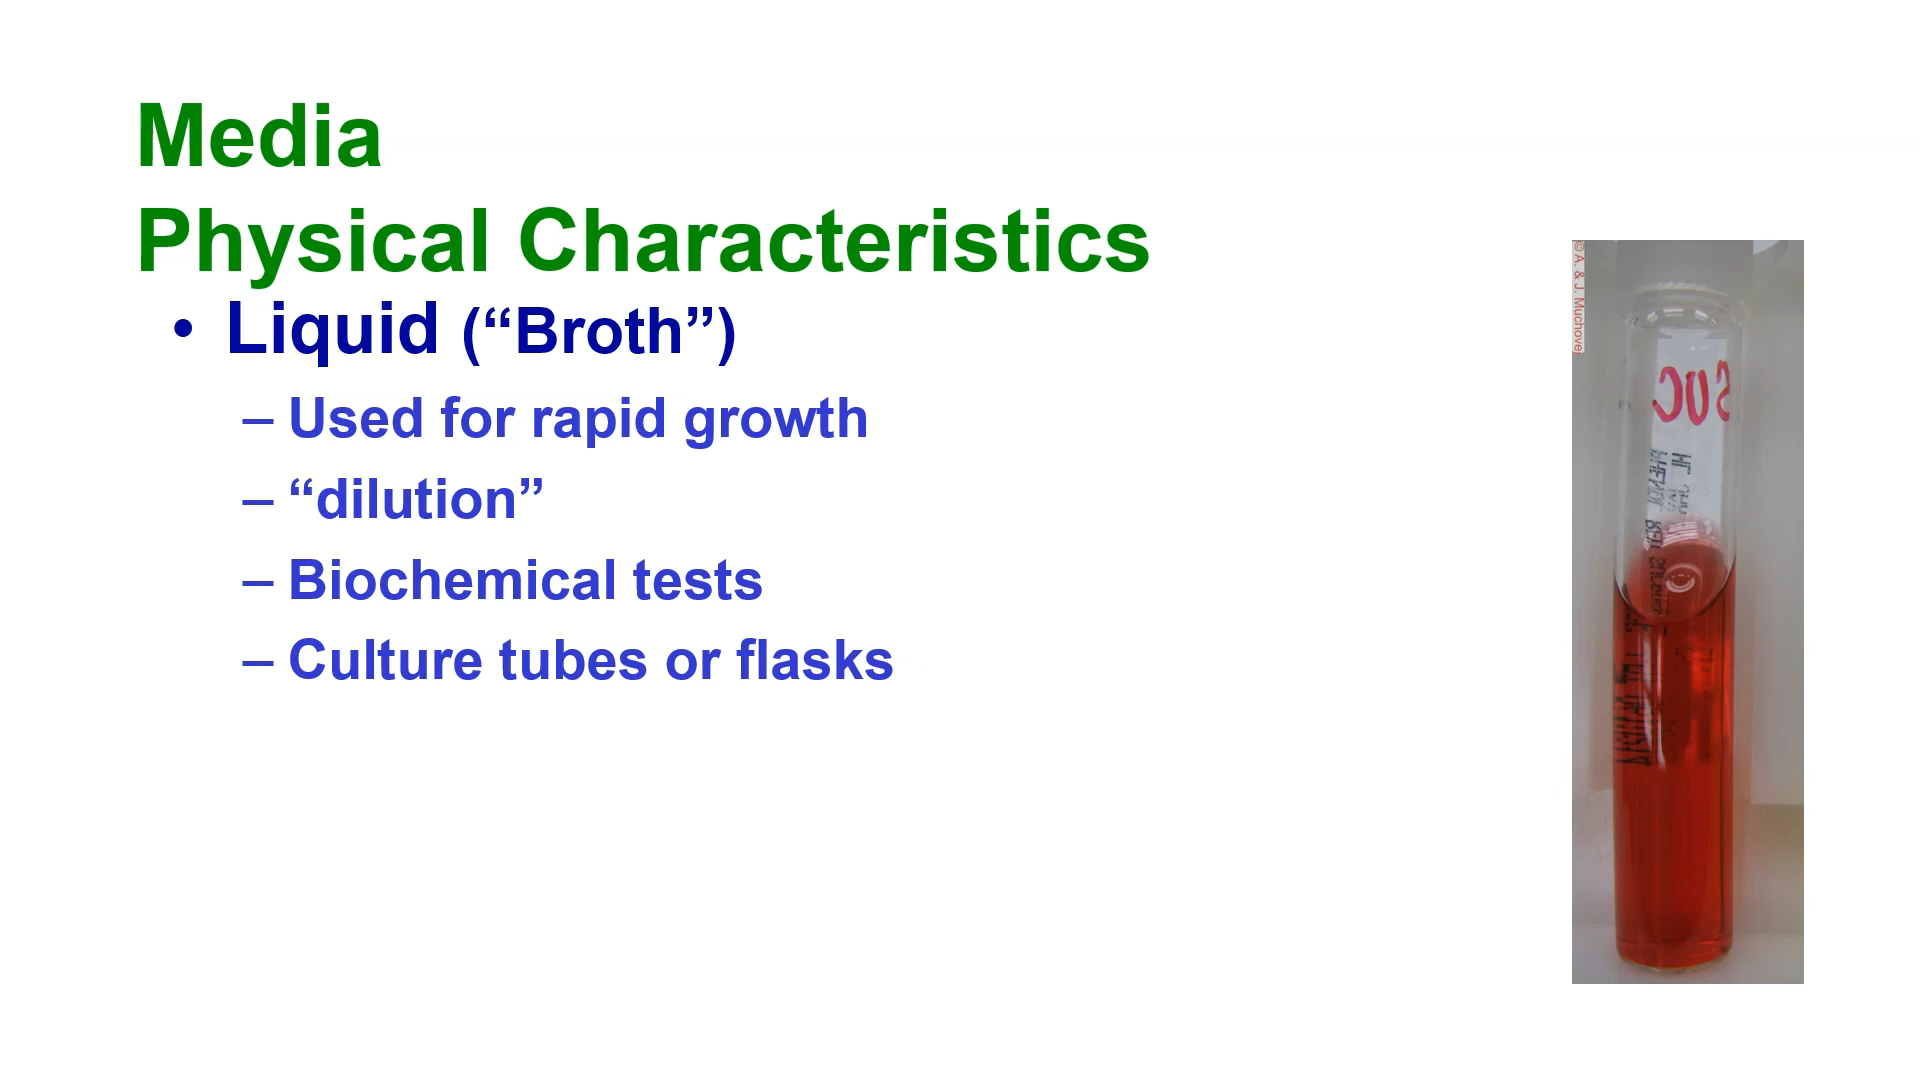 Media
Physical Characteristics
• Liquid (“Broth”)
– Used for rapid growth
– “dilution”
– Biochemical tests
– Culture tubes or flasks
© A. & J. Muchovej
SUC